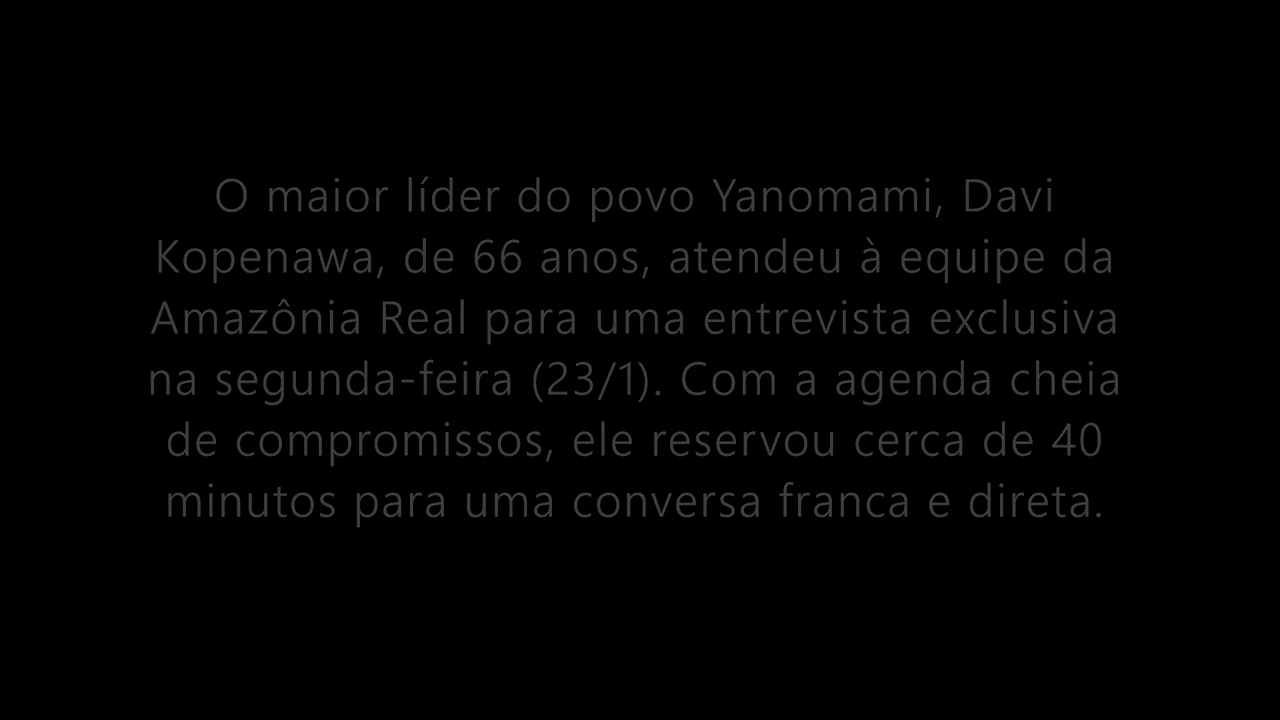 O maior líder do povo Yanomami, Davi
Kopenawa, de 66 anos, atendeu à equipe da
Amazônia Real para uma entrevista exclusiva
na segunda-feira (23/1). Com a agenda cheia
de compromissos, ele reservou cerca de 40
minutos para uma conversa franca e direta.